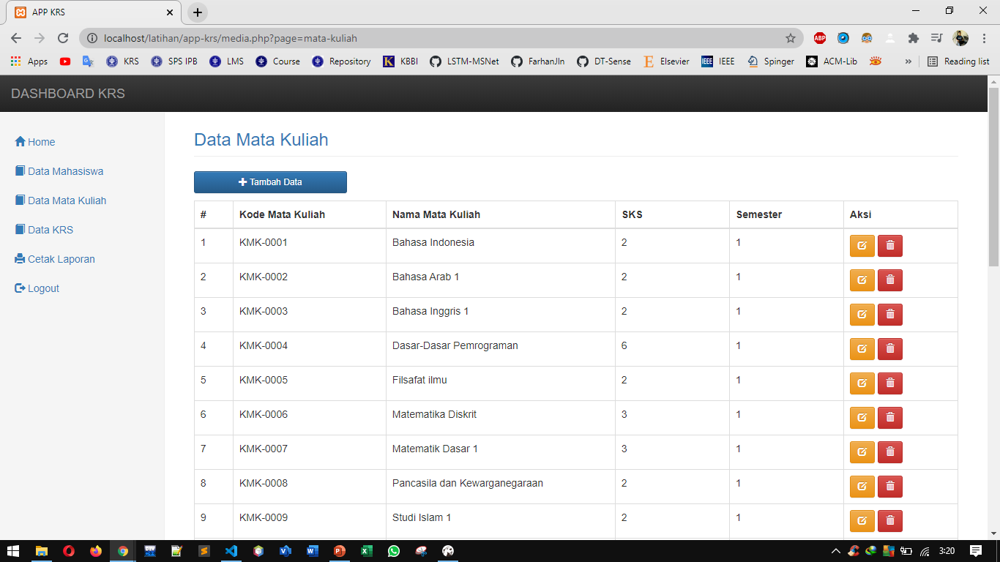 APP KRS
localhost/latihan/app-krs/media.php?page=mata-kuliah
ABP
Apps KRS SPS IPB LMS Course Repository KBBI LSTM-MSNet FarhanJln DT-Sense Elsevier IEEE IEEE Spinger ACM-Lib » Reading list
DASHBOARD KRS
Home
Data Mahasiswa
Data Mata Kuliah
Data KRS
Cetak Laporan
Logout
Data Mata Kuliah
Tambah Data
# Kode Mata Kuliah Nama Mata Kuliah SKS Semester Aksi
1 KMK-0001 Bahasa Indonesia 2 1
2 KMK-0002 Bahasa Arab 1 2 1
3 KMK-0003 Bahasa Inggris 1 2 1
4 KMK-0004 Dasar-Dasar Pemrograman 6 1
5 KMK-0005 Filsafat ilmu 2 1
6 KMK-0006 Matematika Diskrit 3 1
7 KMK-0007 Matematik Dasar 1 3 1
8 KMK-0008 Pancasila dan Kewarganegaraan 2 1
9 KMK-0009 Studi Islam 1 2 1
3:20